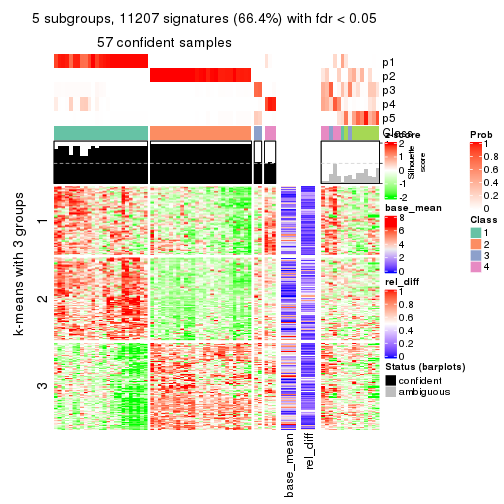 5 subgroups, 11207 signatures (66.4%) with fdr < 0.05
57 confident samples
p1
p2
p3
p4
p5
Class
Silhouette
score
k-means with 3 groups
1
2
3
base_mean
rel_diff
z-score
2
1
0
-1
-2
base_mean
8
6
4
2
0
rel_diff
1
0.8
0.6
0.4
0.2
0
Status (barplots)
confident
ambiguous
Prob
1
0.8
0.6
0.4
0.2
0
Class
1
2
3
4